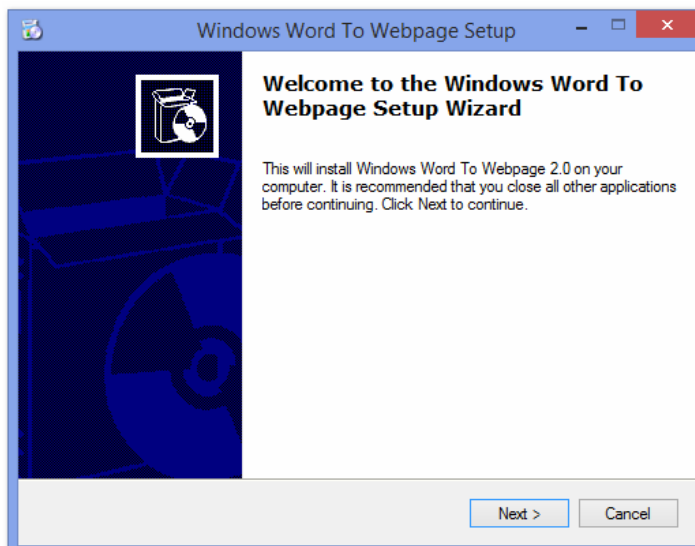 Windows Word To Webpage Setup
Welcome to the Windows Word To
Webpage Setup Wizard
This will install Windows Word To Webpage 2.0 on your
computer. It is recommended that you close all other applications
before continuing. Click Next to continue.
Next >
Cancel